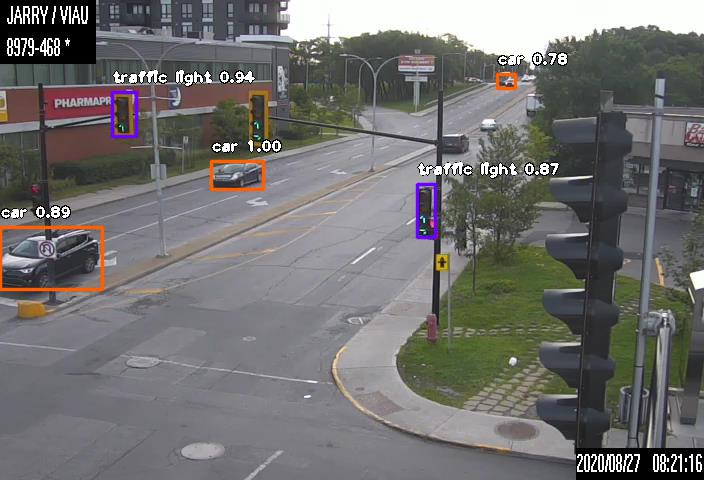 JARRY / VIAU
8979-468 *
car 0.78
traffic light 0.94
PHARMAPR
car 1.00
traffic light 0.87
car 0.89
2020/08/27 08:21:16